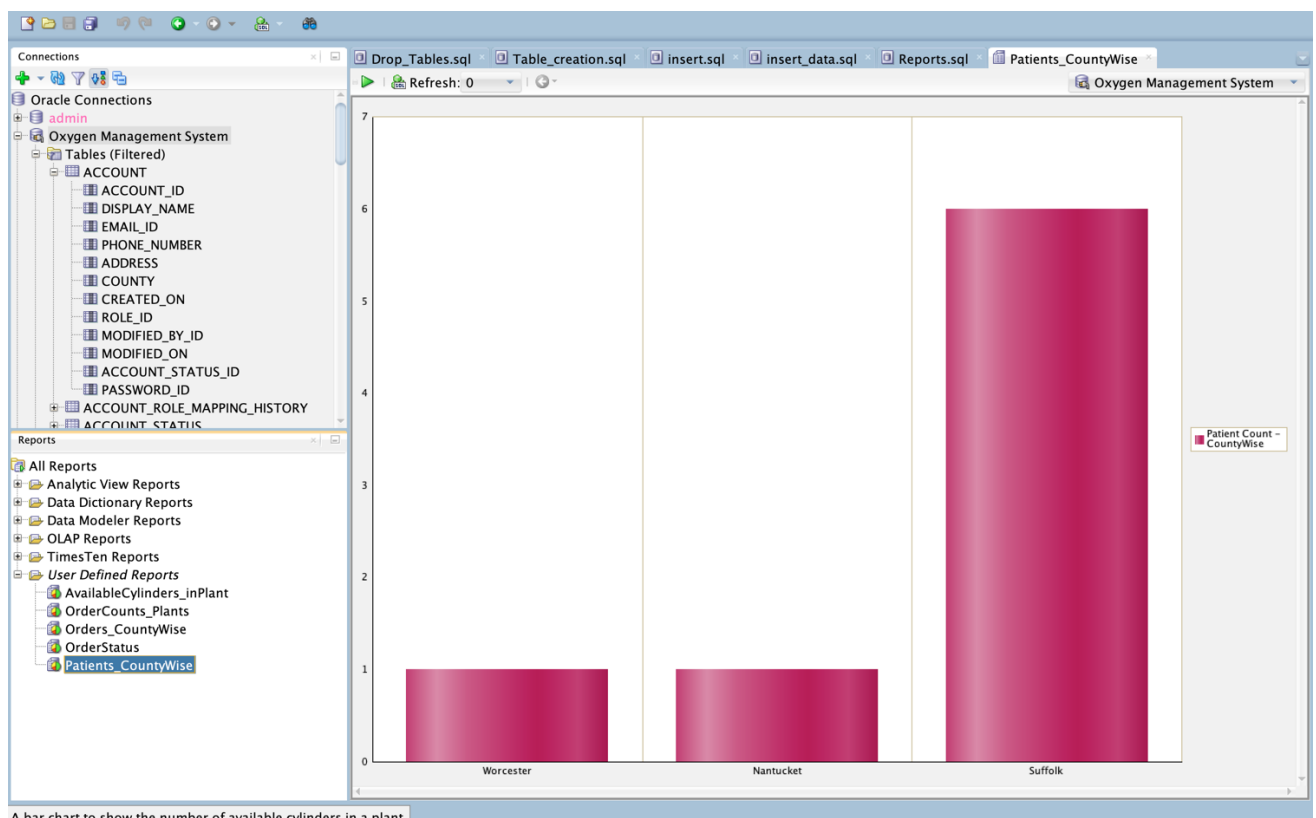 Connections
Oracle Connections
admin
Oxygen Management System
Tables (Filtered)
ACCOUNT
ACCOUNT_ID
DISPLAY_NAME
EMAIL_ID
PHONE_NUMBER
ADDRESS
COUNTY
CREATED_ON
ROLE_ID
MODIFIED_BY_ID
MODIFIED_ON
ACCOUNT_STATUS_ID
PASSWORD_ID
ACCOUNT_ROLE_MAPPING_HISTORY
ACCOUNT_STATUS
Reports
All Reports
Analytic View Reports
Data Dictionary Reports
Data Modeler Reports
OLAP Reports
TimesTen Reports
User Defined Reports
AvailableCylinders_inPlant
OrderCounts_Plants
Orders_CountyWise
OrderStatus
Patients_CountyWise
Drop_Tables.sql Table_creation.sql insert.sql insert_data.sql Reports.sql Patients_CountyWise
Refresh: 0 Oxygen Management System
7
6
5
4
3
2
1
0
Worcester Nantucket Suffolk
Patient Count –
CountyWise
A bar chart to show the number of available cylinders in a plant